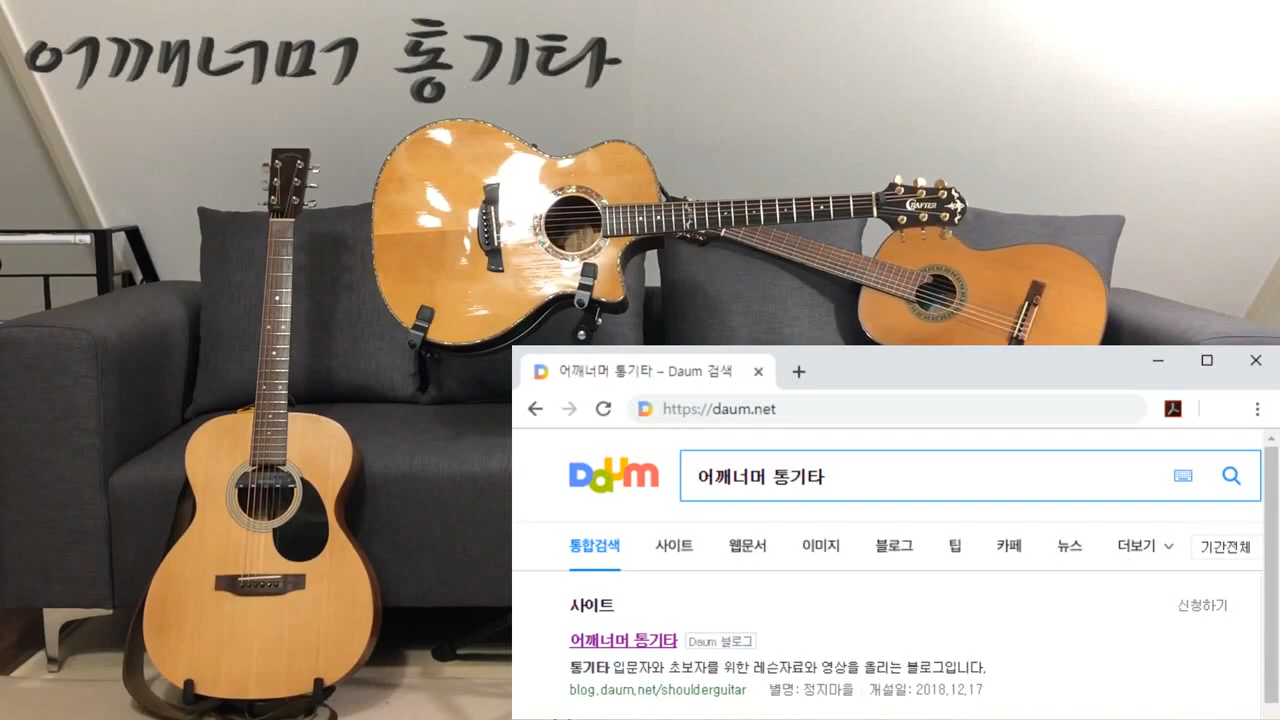 어깨너머 통기타
CRAFTER
어깨너머 통기타 – Daum 검색
https://daum.net
Daum
어깨너머 통기타
통합검색 사이트 웹문서 이미지 블로그 팁 카페 뉴스 더보기 기간전체
사이트 신청하기
어깨너머 통기타 Daum 블로그
통기타 입문자와 초보자를 위한 레슨자료와 영상을 올리는 블로그입니다.
blog.daum.net/shoulderguitar 별명: 정지마을 개설일: 2018.12.17